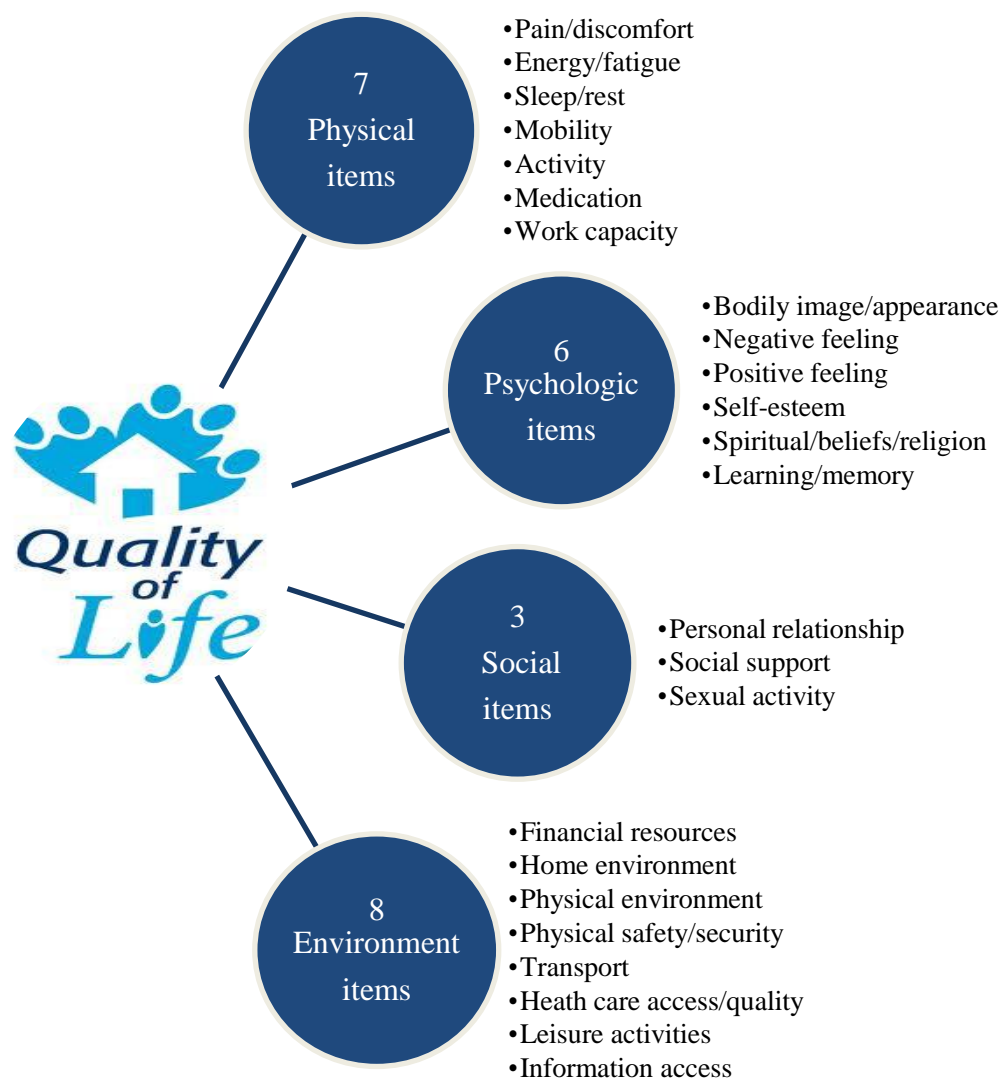 7
Physical
items
•Pain/discomfort
•Energy/fatigue
•Sleep/rest
•Mobility
•Activity
•Medication
•Work capacity
6
Psychologic
items
•Bodily image/appearance
•Negative feeling
•Positive feeling
•Self-esteem
•Spiritual/beliefs/religion
•Learning/memory
Quality
of
Life
3
Social
items
•Personal relationship
•Social support
•Sexual activity
8
Environment
items
•Financial resources
•Home environment
•Physical environment
•Physical safety/security
•Transport
•Heath care access/quality
•Leisure activities
•Information access